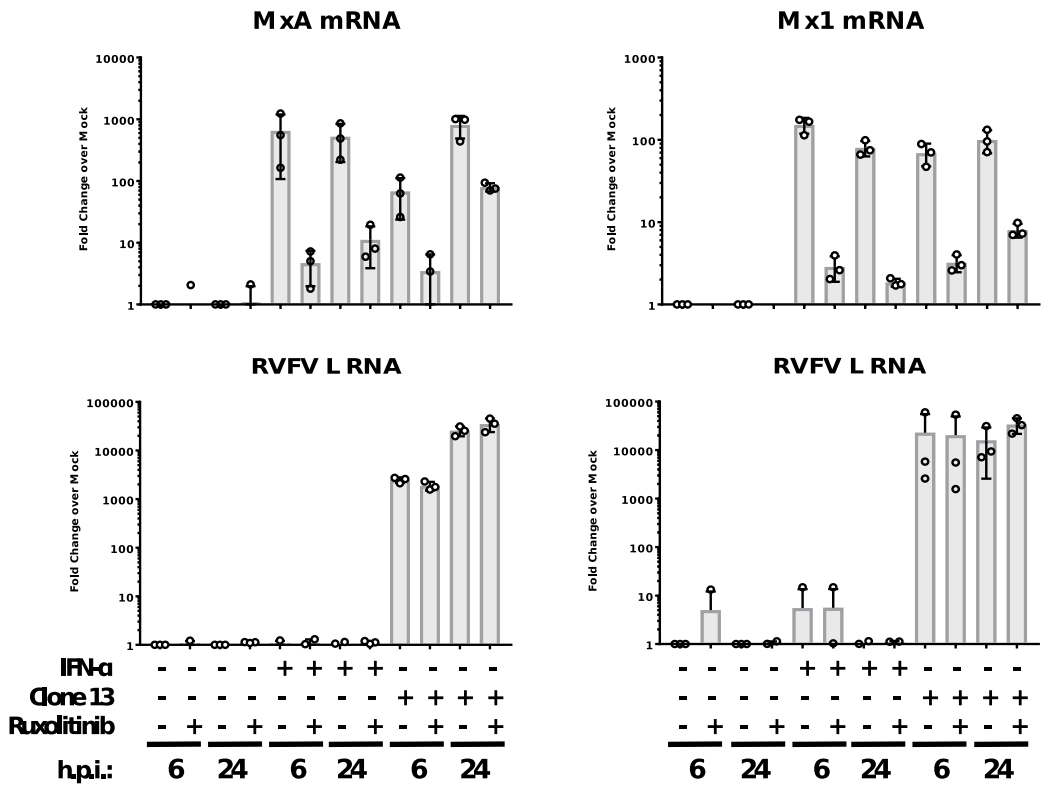 MxA mRNA
Mx1 mRNA
Fold Change over Mock
10000
1000
100
10
1
Fold Change over Mock
1000
100
10
1
RVFV L RNA
RVFV L RNA
Fold Change over Mock
100000
10000
1000
100
10
1
Fold Change over Mock
100000
10000
1000
100
10
1
IFN-α - - - - + + + + - - - - - - - - + + + + - - - -
Clone 13 - - - - - - - - + + + + - - - - - - - - + + + +
Ruxolitinib - + - + - + - + - + - + - + - + - + - + - + - +
h.p.i.: 6 24 6 24 6 24 6 24 6 24 6 24